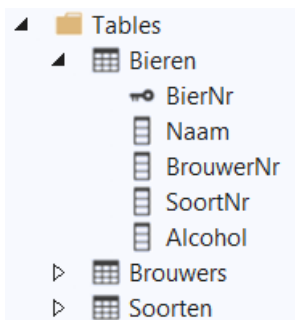 Tables
Bieren
BierNr
Naam
BrouwerNr
SoortNr
Alcohol
Brouwers
Soorten